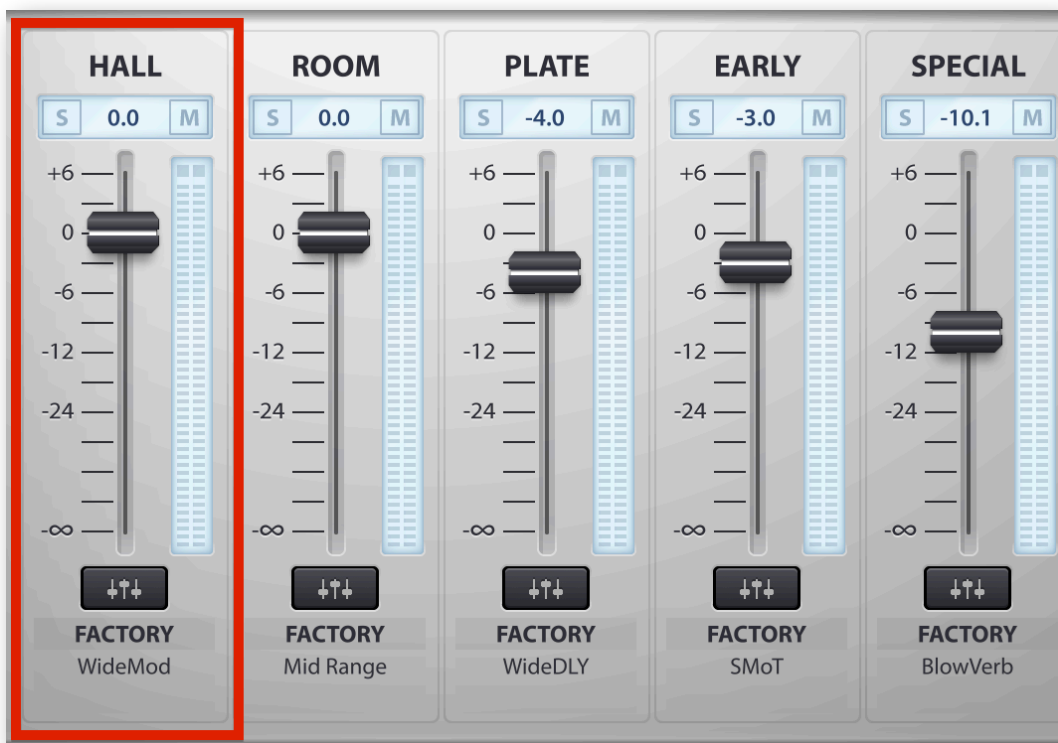 HALL
S 0.0 M
+6
0
-6
-12
-24
-∞
FACTORY
WideMod
ROOM
S 0.0 M
+6
0
-6
-12
-24
-∞
FACTORY
Mid Range
PLATE
S -4.0 M
+6
0
-6
-12
-24
-∞
FACTORY
WideDLY
EARLY
S -3.0 M
+6
0
-6
-12
-24
-∞
FACTORY
SMoT
SPECIAL
S -10.1 M
+6
0
-6
-12
-24
-∞
FACTORY
BlowVerb